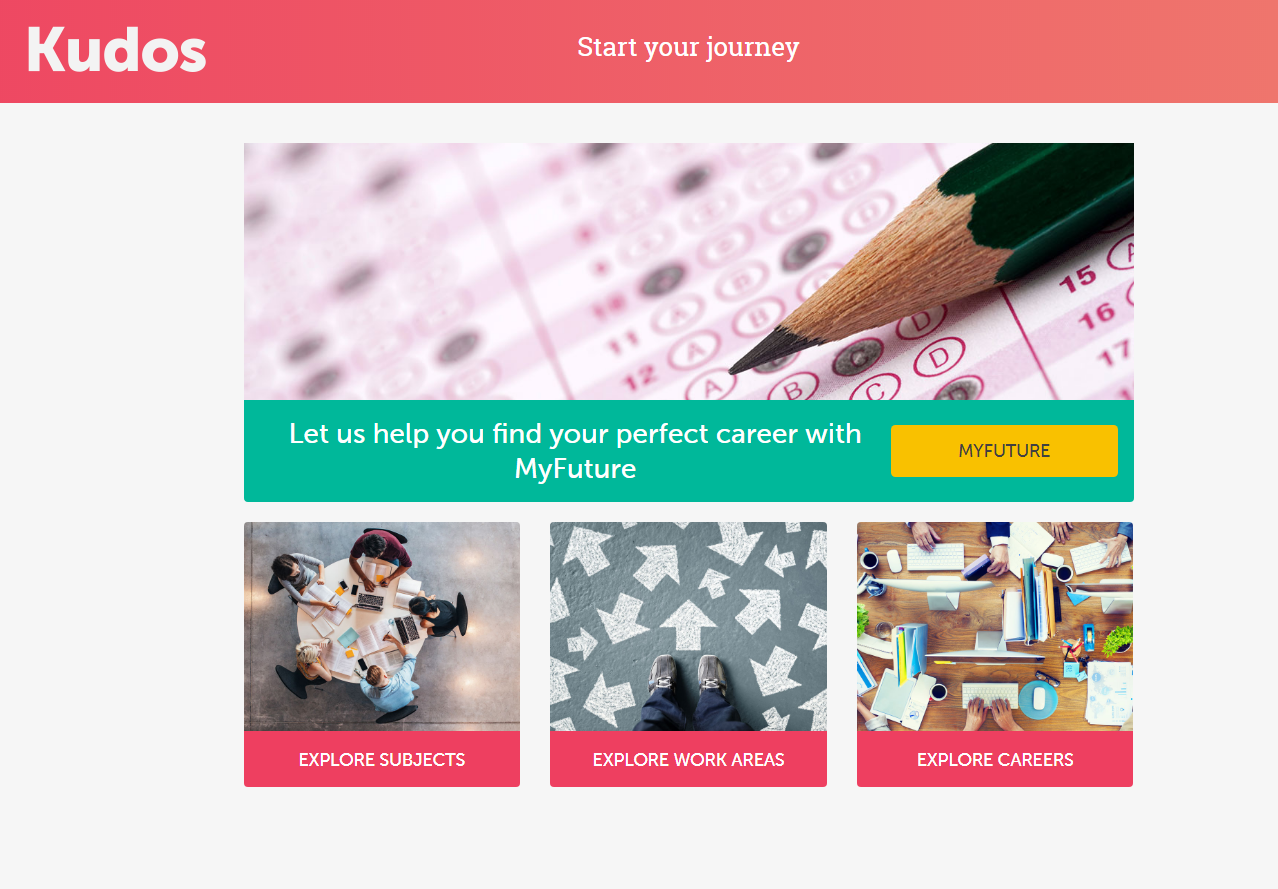 Kudos
Start your journey
10
11 A B
12 A B C D
D
15 A
16
17
Let us help you find your perfect career with
MyFuture
MYFUTURE
EXPLORE SUBJECTS
EXPLORE WORK AREAS
EXPLORE CAREERS